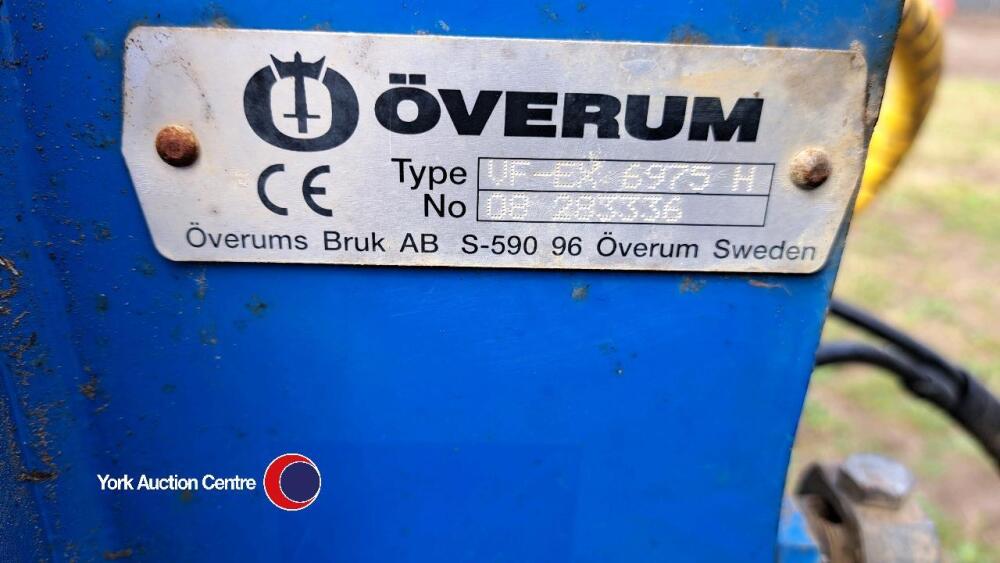 ÖVERUM
CE
Type VF-EX 6975 H
No 08 283336
Överums Bruk AB S-590 96 Överum Sweden
York Auction Centre